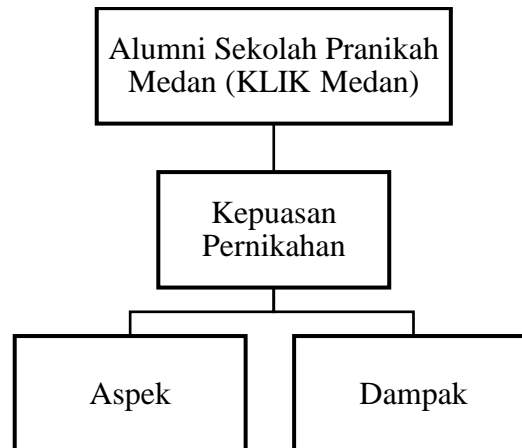 Alumni Sekolah Pranikah
Medan (KLIK Medan)
Kepuasan
Pernikahan
Aspek
Dampak